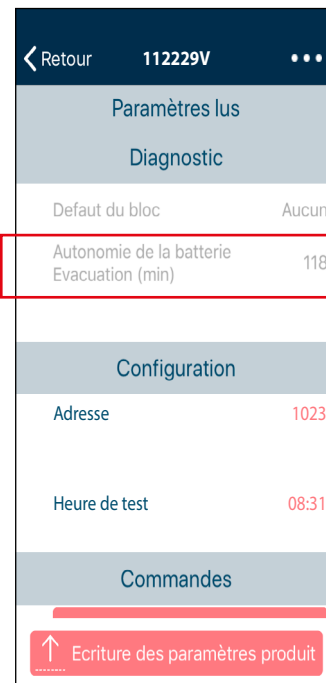 Retour 112229V
Paramètres lus
Diagnostic
Defaut du bloc Aucun
Autonomie de la batterie
Evacuation (min) 118
Configuration
Adresse 1023
Heure de test 08:31
Commandes
Ecriture des paramètres produit